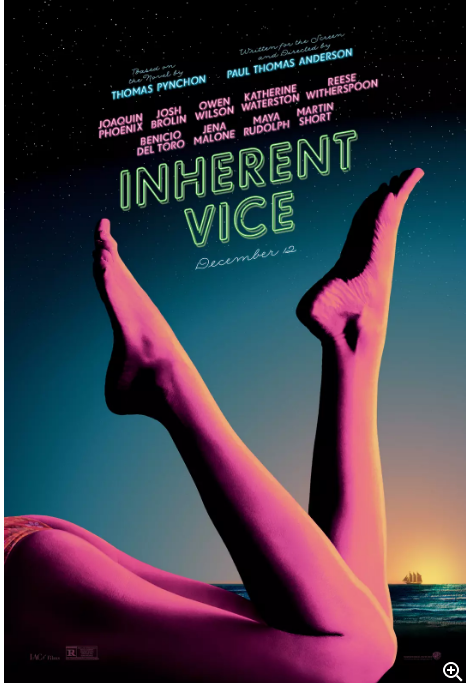 Based on
the Novel by
THOMAS PYNCHON
Written for the Screen
and Directed by
PAUL THOMAS ANDERSON
JOAQUIN PHOENIX
JOSH BROLIN
OWEN WILSON
KATHERINE WATERSTON
REESE WITHERSPOON
BENICIO DEL TORO
JENA MALONE
MAYA RUDOLPH
MARTIN SHORT
INHERENT
VICE
December 12
IAC/Films
R